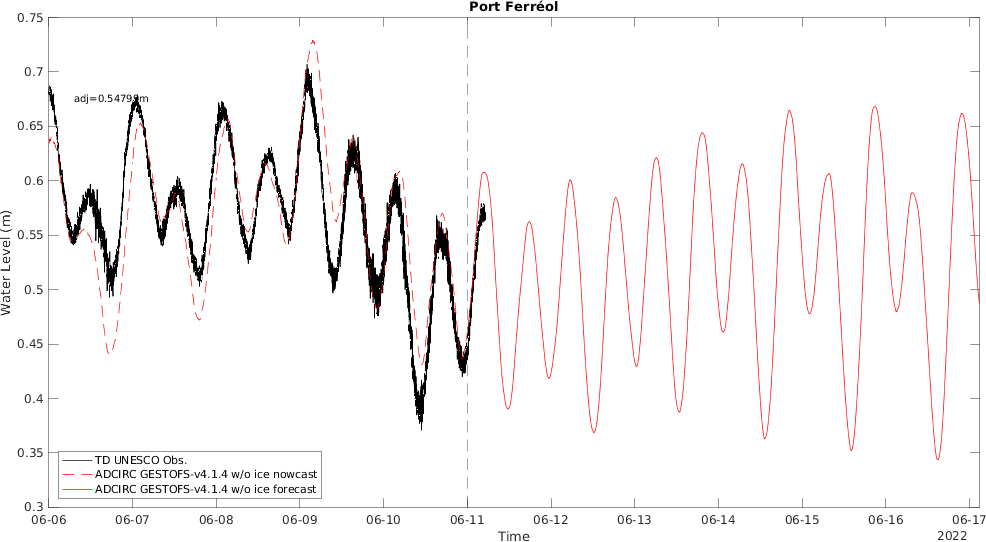 Port Ferréol
0.75
0.7
0.65
0.6
0.55
0.5
0.45
0.4
0.35
0.3
Water Level (m)
adj=0.54799m
TD UNESCO Obs.
ADCIRC GESTOFS-v4.1.4 w/o ice nowcast
ADCIRC GESTOFS-v4.1.4 w/o ice forecast
06-06 06-07 06-08 06-09 06-10 06-11 06-12 06-13 06-14 06-15 06-16 06-17
Time
2022